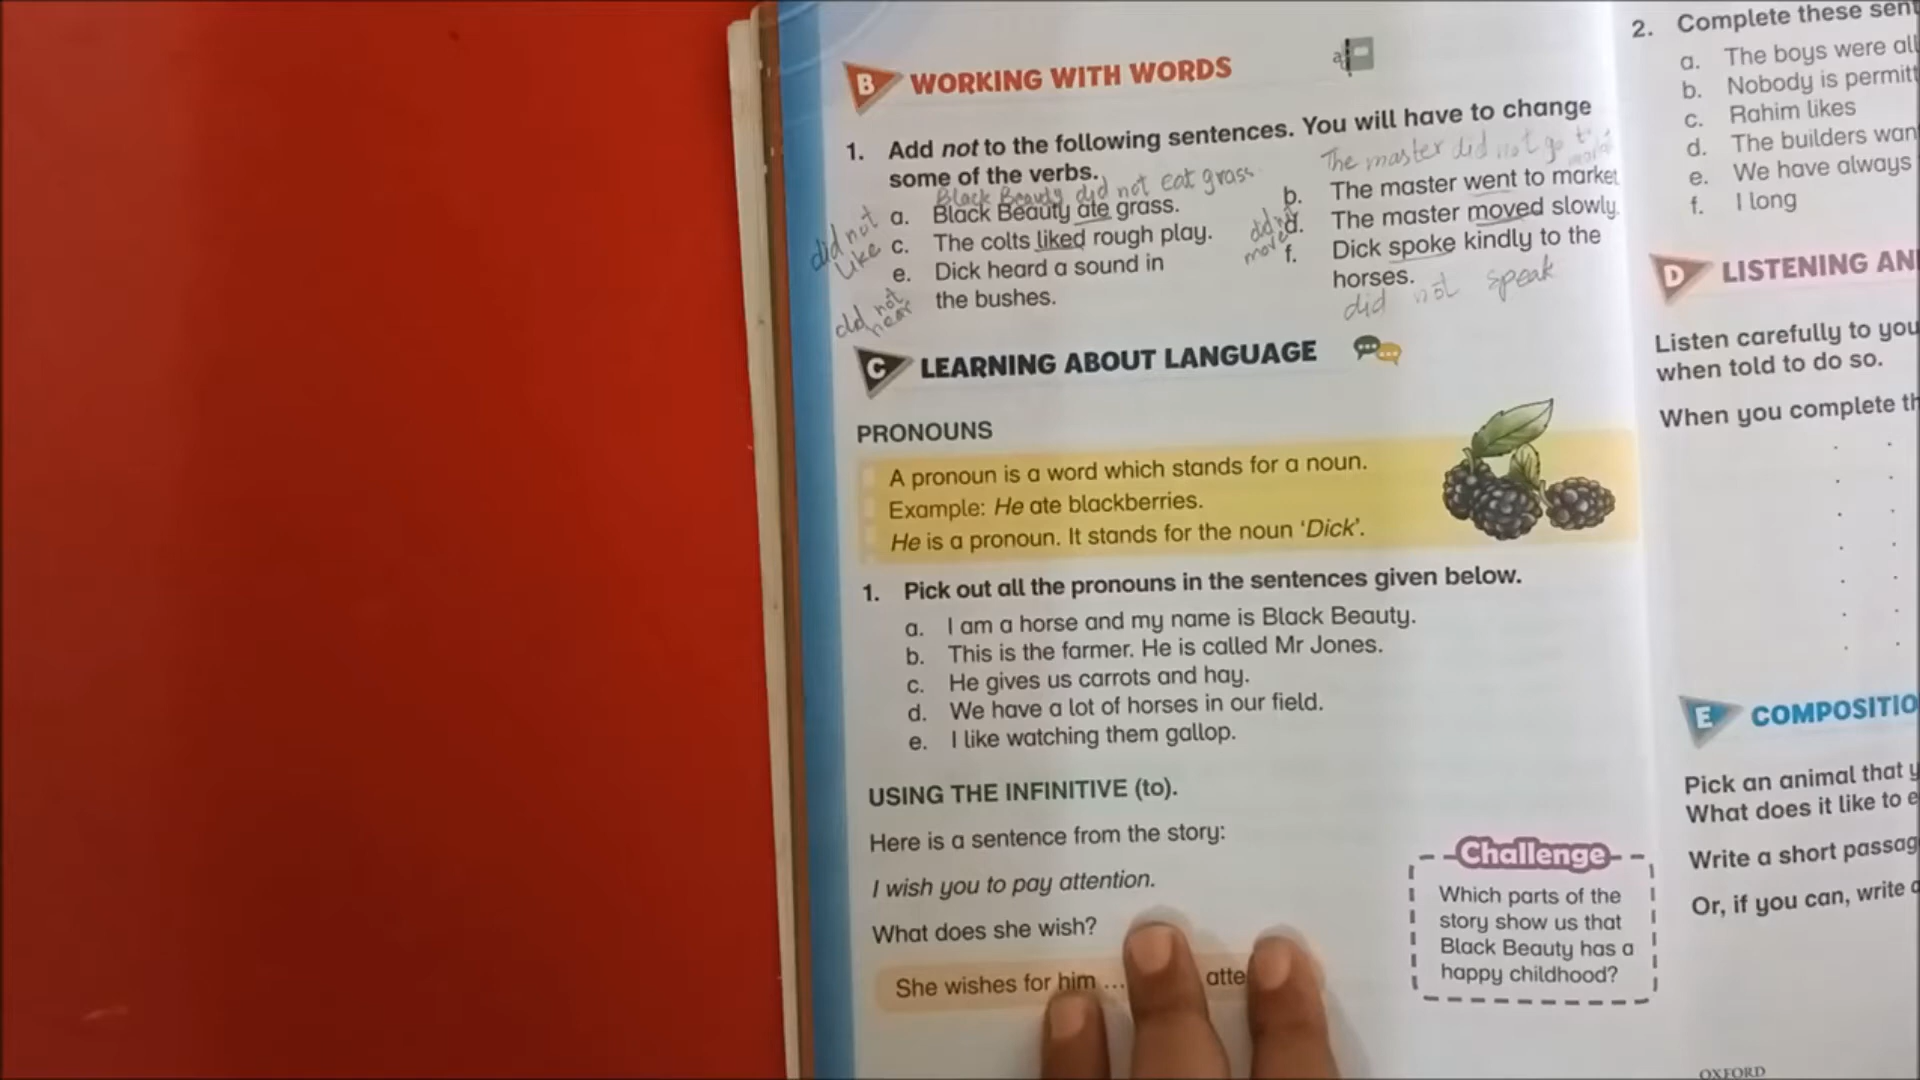 B WORKING WITH WORDS
1. Add not to the following sentences. You will have to change
some of the verbs.
The master did not go to
Black Beauty did not eat grass
a. Black Beauty ate grass.
b. The master went to market
did not like
c. The colts liked rough play.
did not move
d. The master moved slowly.
e. Dick heard a sound in
the bushes.
did not hear
f. Dick spoke kindly to the
horses.
did not speak
C LEARNING ABOUT LANGUAGE
PRONOUNS
A pronoun is a word which stands for a noun.
Example: He ate blackberries.
He is a pronoun. It stands for the noun ‘Dick’.
1. Pick out all the pronouns in the sentences given below.
a. I am a horse and my name is Black Beauty.
b. This is the farmer. He is called Mr Jones.
c. He gives us carrots and hay.
d. We have a lot of horses in our field.
e. I like watching them gallop.
USING THE INFINITIVE (to).
Here is a sentence from the story:
I wish you to pay attention.
What does she wish?
She wishes for him ... atte
Challenge
Which parts of the
story show us that
Black Beauty has a
happy childhood?
2. Complete these sent
a. The boys were all
b. Nobody is permitt
c. Rahim likes
d. The builders wan
e. We have always
f. I long
D LISTENING AN
Listen carefully to you
when told to do so.
When you complete th
E COMPOSITIO
Pick an animal that y
What does it like to e
Write a short passag
Or, if you can, write a
OXFORD